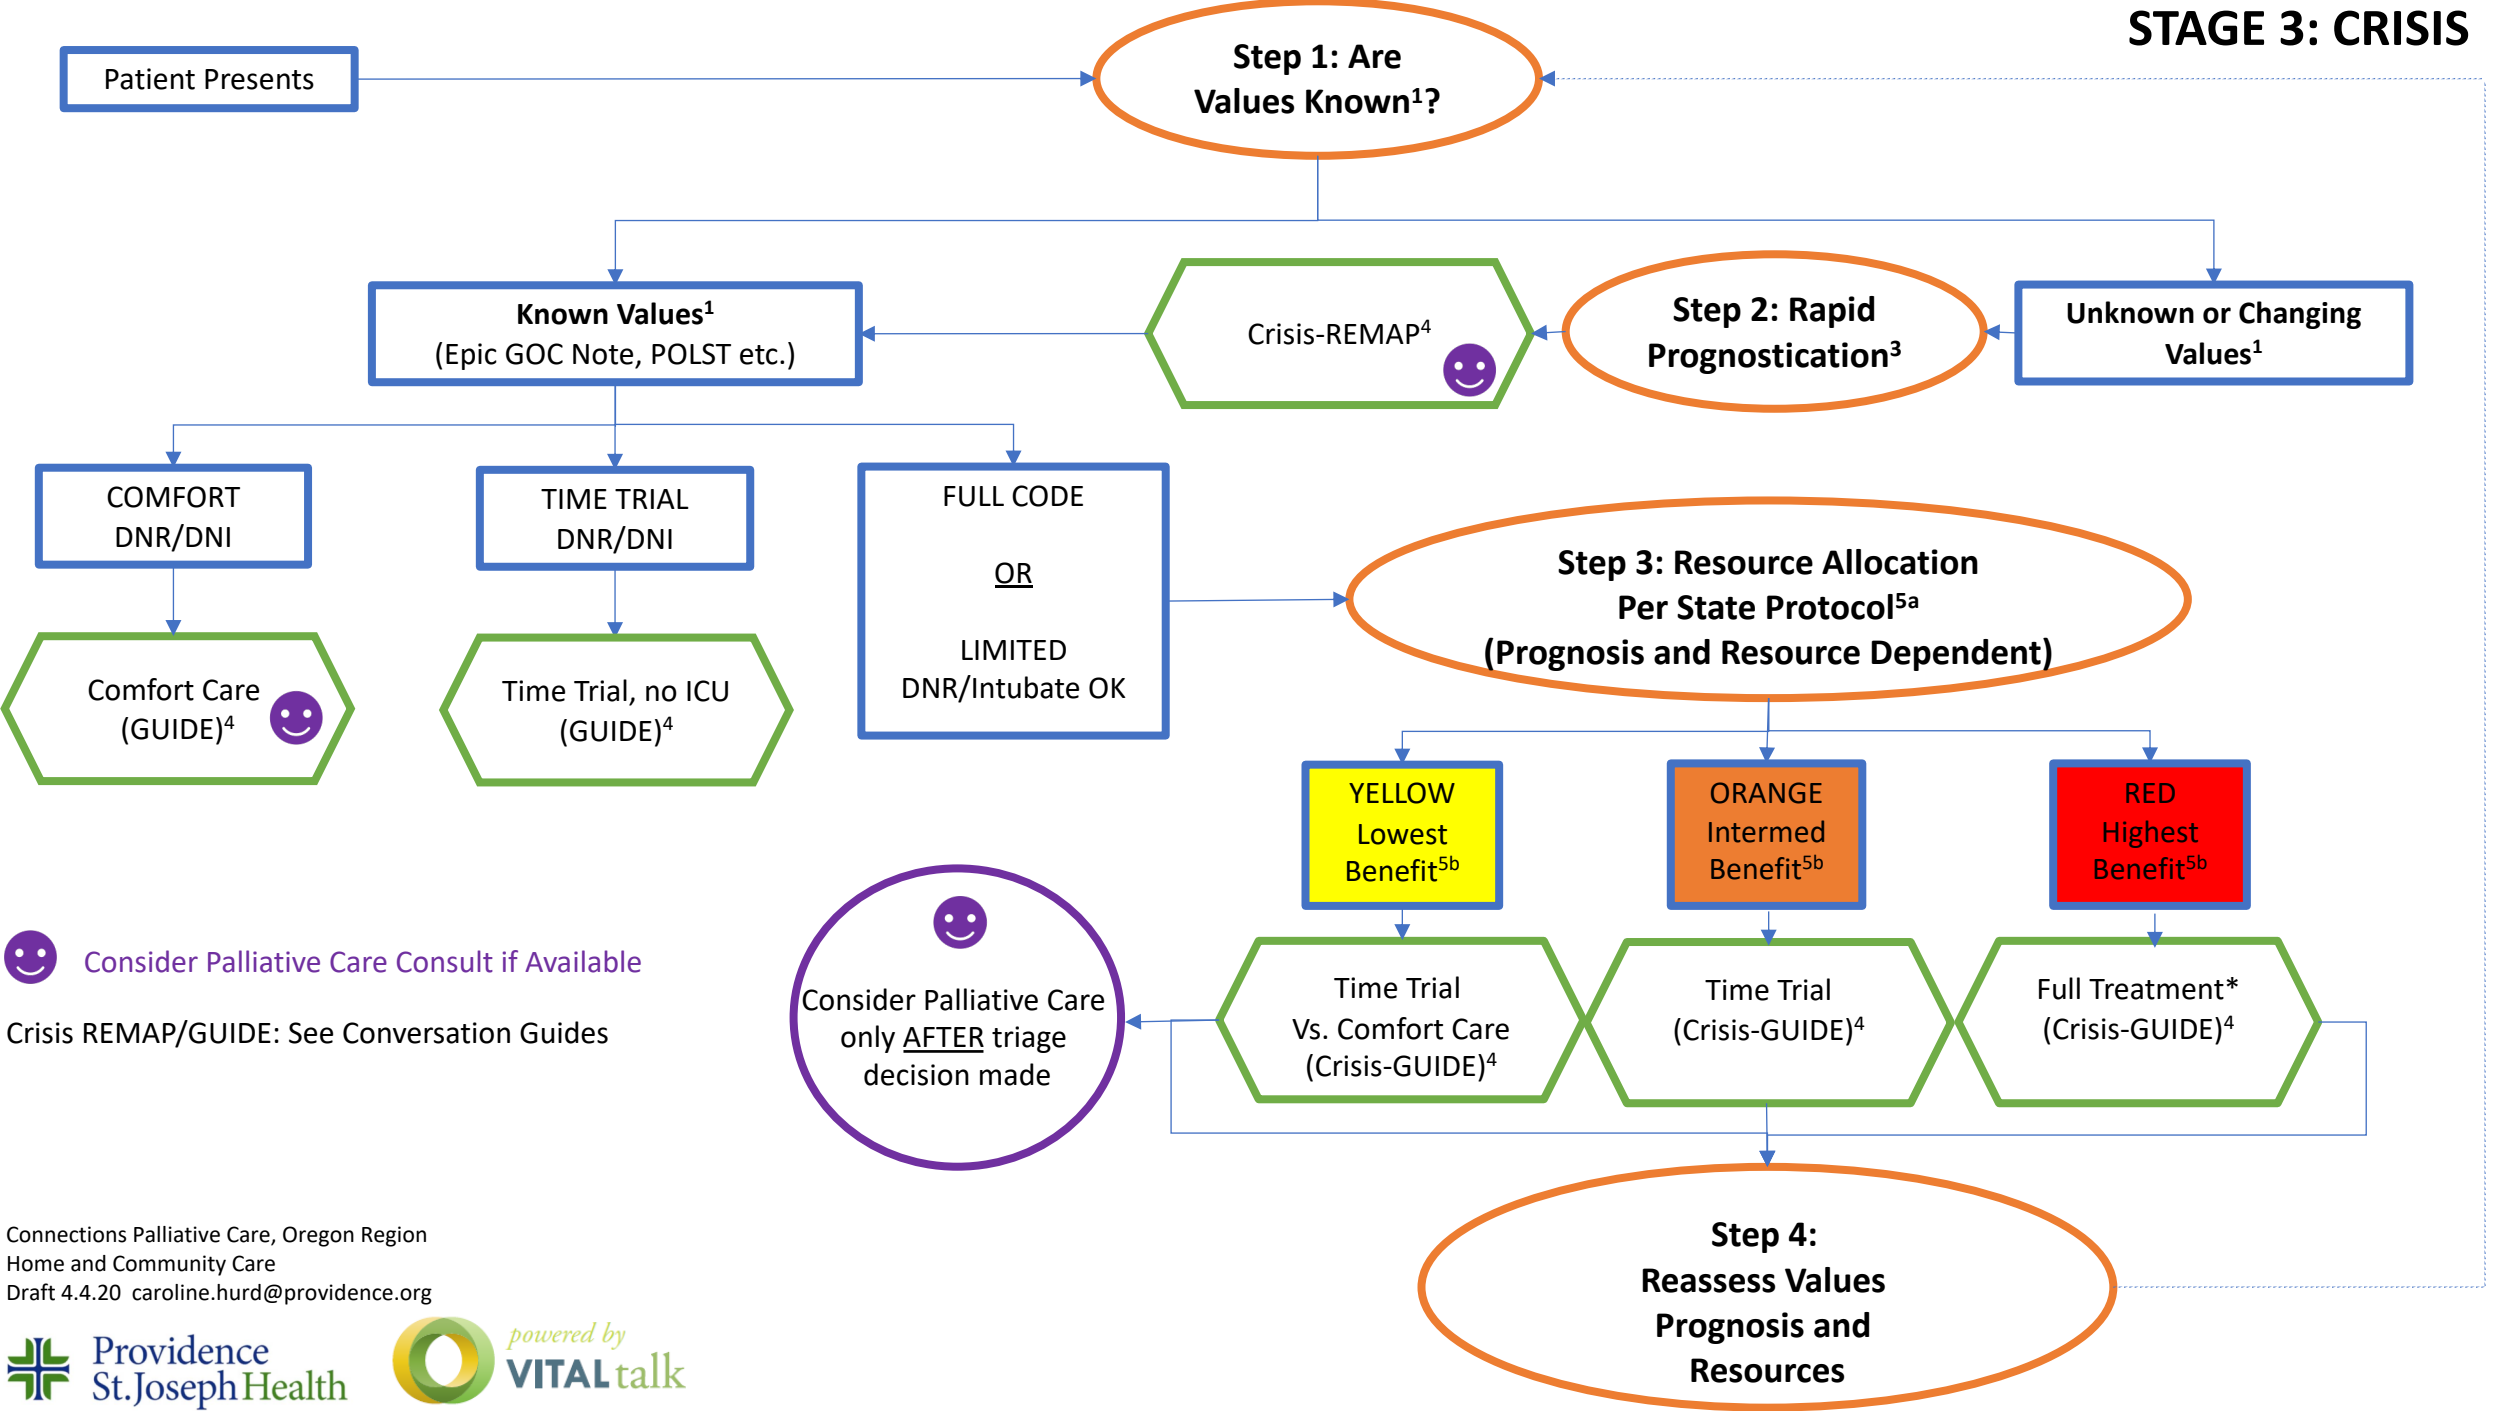 STAGE 3: CRISIS
Patient Presents
Step 1: Are
Values Known¹?
Known Values¹
(Epic GOC Note, POLST etc.)
Crisis-REMAP⁴
Step 2: Rapid
Prognostication³
Unknown or Changing
Values¹
COMFORT
DNR/DNI
TIME TRIAL
DNR/DNI
FULL CODE
OR
LIMITED
DNR/Intubate OK
Step 3: Resource Allocation
Per State Protocol⁵ᵃ
(Prognosis and Resource Dependent)
Comfort Care
(GUIDE)⁴
Time Trial, no ICU
(GUIDE)⁴
YELLOW
Lowest
Benefit⁵ᵇ
ORANGE
Intermed
Benefit⁵ᵇ
RED
Highest
Benefit⁵ᵇ
Consider Palliative Care
only AFTER triage
decision made
Time Trial
Vs. Comfort Care
(Crisis-GUIDE)⁴
Time Trial
(Crisis-GUIDE)⁴
Full Treatment*
(Crisis-GUIDE)⁴
Consider Palliative Care Consult if Available
Crisis REMAP/GUIDE: See Conversation Guides
Step 4:
Reassess Values
Prognosis and
Resources
Connections Palliative Care, Oregon Region
Home and Community Care
Draft 4.4.20 caroline.hurd@providence.org
Providence
St.Joseph Health
powered by
VITALtalk